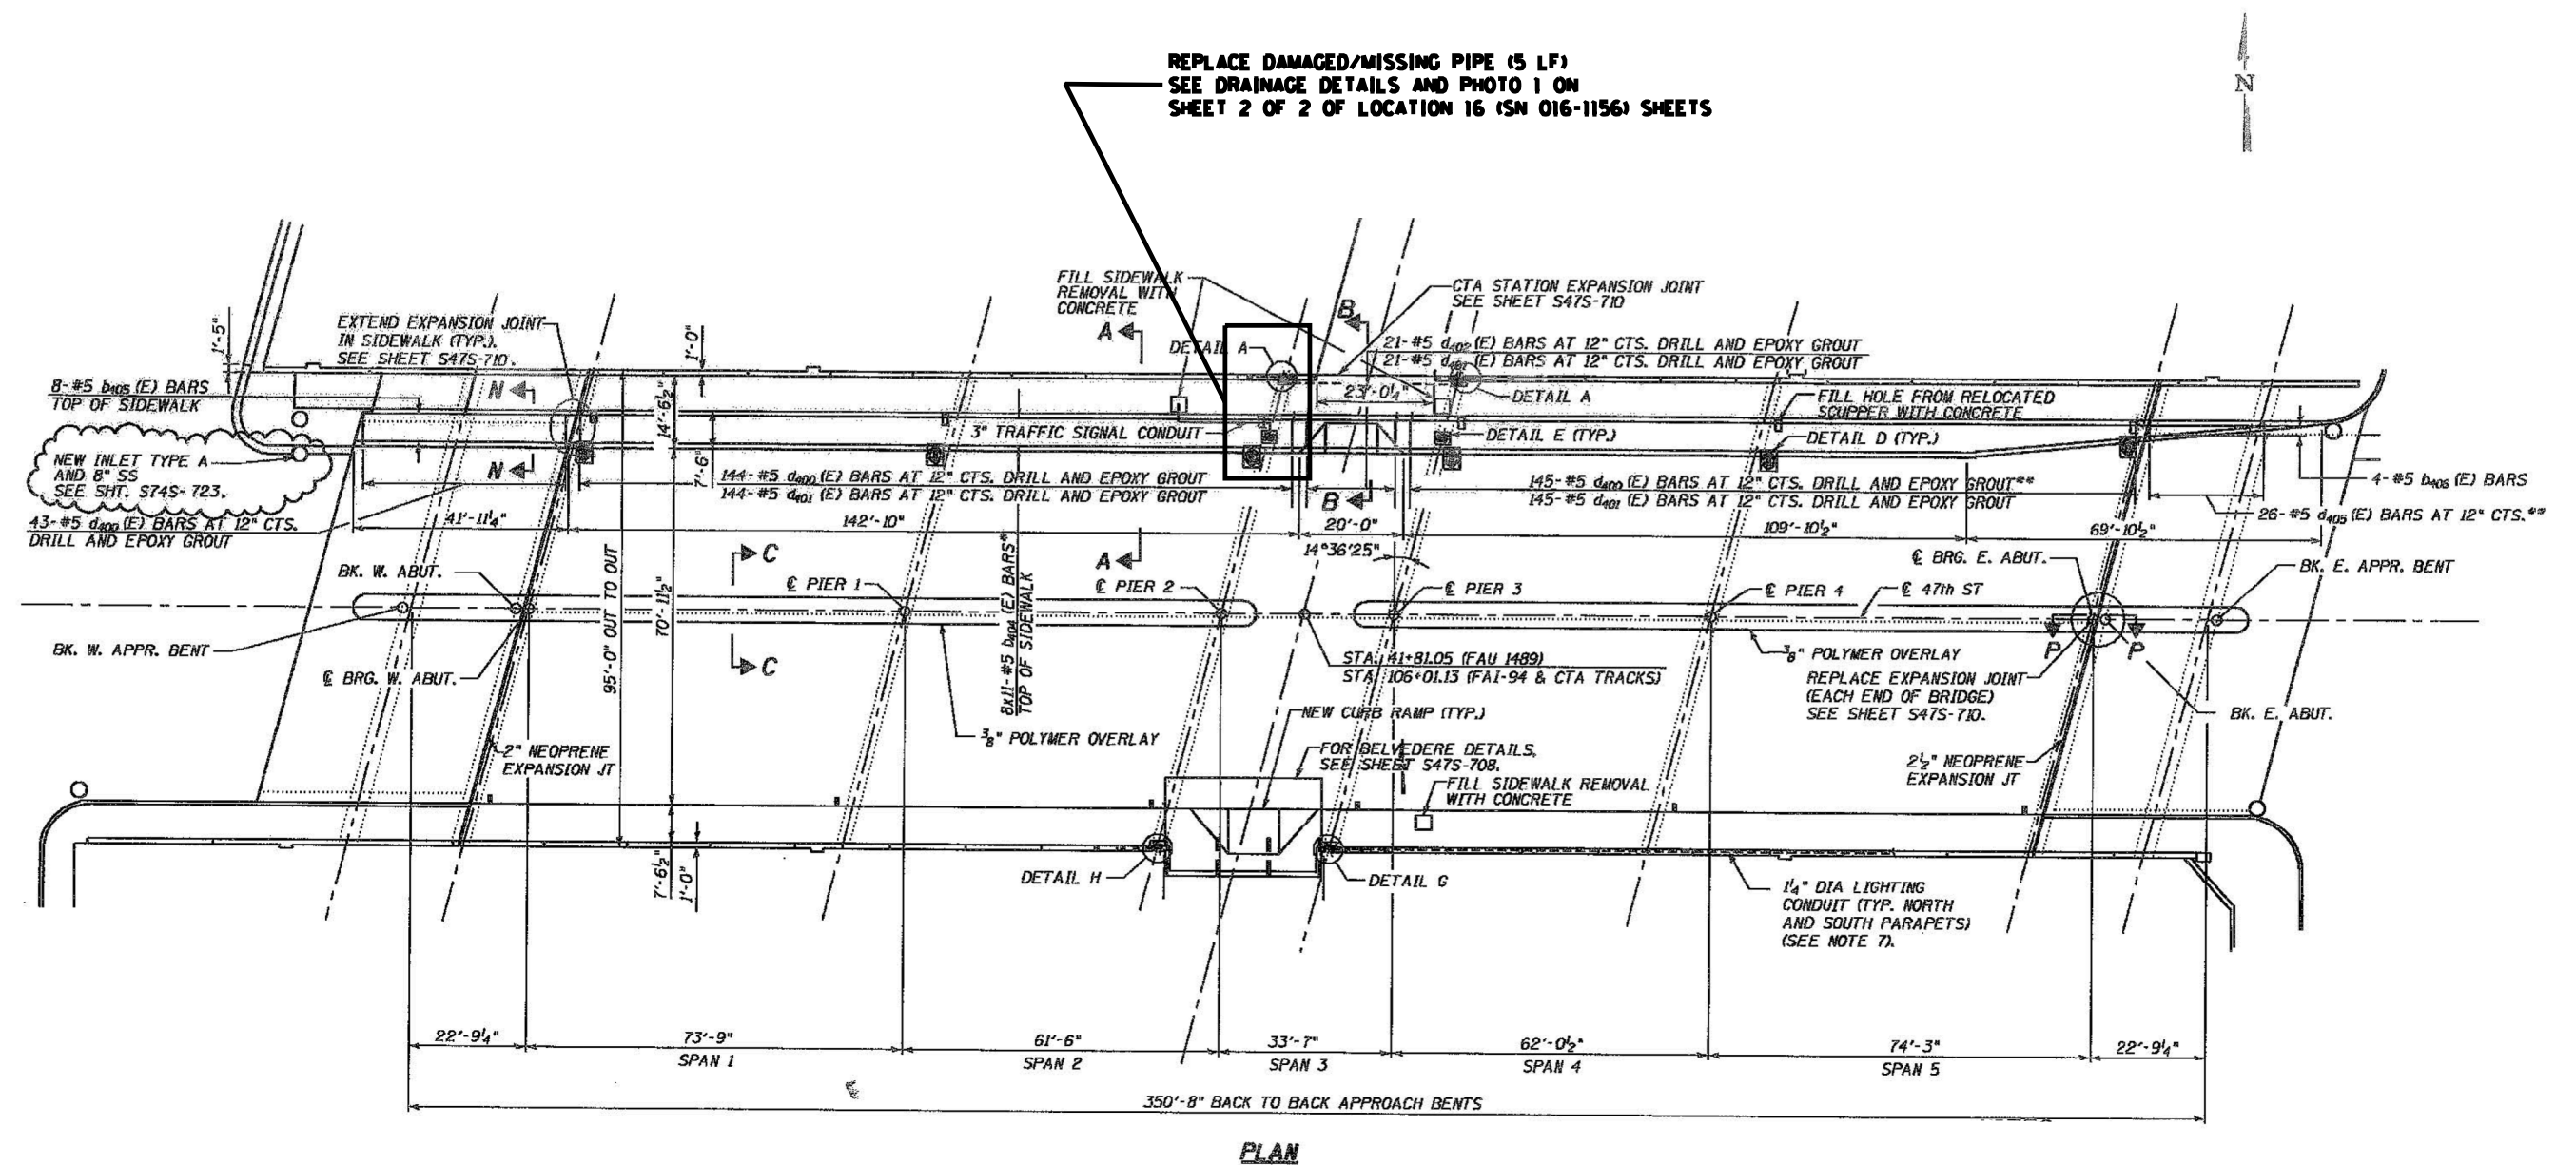 REPLACE DAMAGED/MISSING PIPE (5 LF)
SEE DRAINAGE DETAILS AND PHOTO 1 ON
SHEET 2 OF 2 OF LOCATION 16 (SN 016-1156) SHEETS
N
FILL SIDEWALK
REMOVAL WITH
CONCRETE
CTA STATION EXPANSION JOINT
SEE SHEET S47S-710
EXTEND EXPANSION JOINT
IN SIDEWALK (TYP.).
SEE SHEET S47S-710.
1'-5"
1'-0"
A
B
DETAIL A
21-#5 d402 (E) BARS AT 12" CTS. DRILL AND EPOXY GROUT
21-#5 d401 (E) BARS AT 12" CTS. DRILL AND EPOXY GROUT
8-#5 b405 (E) BARS
TOP OF SIDEWALK
N
14'-6½"
23'-0¼"
DETAIL A
FILL HOLE FROM RELOCATED
SCUPPER WITH CONCRETE
3" TRAFFIC SIGNAL CONDUIT
DETAIL E (TYP.)
DETAIL D (TYP.)
NEW INLET TYPE A
AND 8" SS
SEE SHT. S74S-723.
N
7'-6"
144-#5 d400 (E) BARS AT 12" CTS. DRILL AND EPOXY GROUT
144-#5 d401 (E) BARS AT 12" CTS. DRILL AND EPOXY GROUT
B
145-#5 d400 (E) BARS AT 12" CTS. DRILL AND EPOXY GROUT**
145-#5 d401 (E) BARS AT 12" CTS. DRILL AND EPOXY GROUT
4-#5 b406 (E) BARS
26-#5 d405 (E) BARS AT 12" CTS.**
43-#5 d400 (E) BARS AT 12" CTS.
DRILL AND EPOXY GROUT
41'-11¼"
142'-10"
20'-0"
109'-10½"
69'-10½"
14°36'25"
C
A
BK. W. ABUT.
℄ PIER 1
℄ PIER 2
℄ PIER 3
℄ PIER 4
℄ 47th ST
℄ BRG. E. ABUT.
BK. E. APPR. BENT
95'-0" OUT TO OUT
70'-11½"
8x11-#5 b404 (E) BARS*
TOP OF SIDEWALK
BK. W. APPR. BENT
℄ BRG. W. ABUT.
C
STA. 41+81.05 (FAU 1489)
STA. 106+01.13 (FAI-94 & CTA TRACKS)
⅜" POLYMER OVERLAY
P
P
REPLACE EXPANSION JOINT
(EACH END OF BRIDGE)
SEE SHEET S47S-710.
BK. E. ABUT.
NEW CURB RAMP (TYP.)
⅜" POLYMER OVERLAY
2" NEOPRENE
EXPANSION JT
FOR BELVEDERE DETAILS,
SEE SHEET S47S-708.
FILL SIDEWALK REMOVAL
WITH CONCRETE
2½" NEOPRENE
EXPANSION JT
7'-6½"
1'-0"
DETAIL H
DETAIL G
1¼" DIA LIGHTING
CONDUIT (TYP. NORTH
AND SOUTH PARAPETS)
(SEE NOTE 7).
22'-9¼"
73'-9"
61'-6"
33'-7"
62'-0½"
74'-3"
22'-9¼"
SPAN 1
SPAN 2
SPAN 3
SPAN 4
SPAN 5
350'-8" BACK TO BACK APPROACH BENTS
PLAN